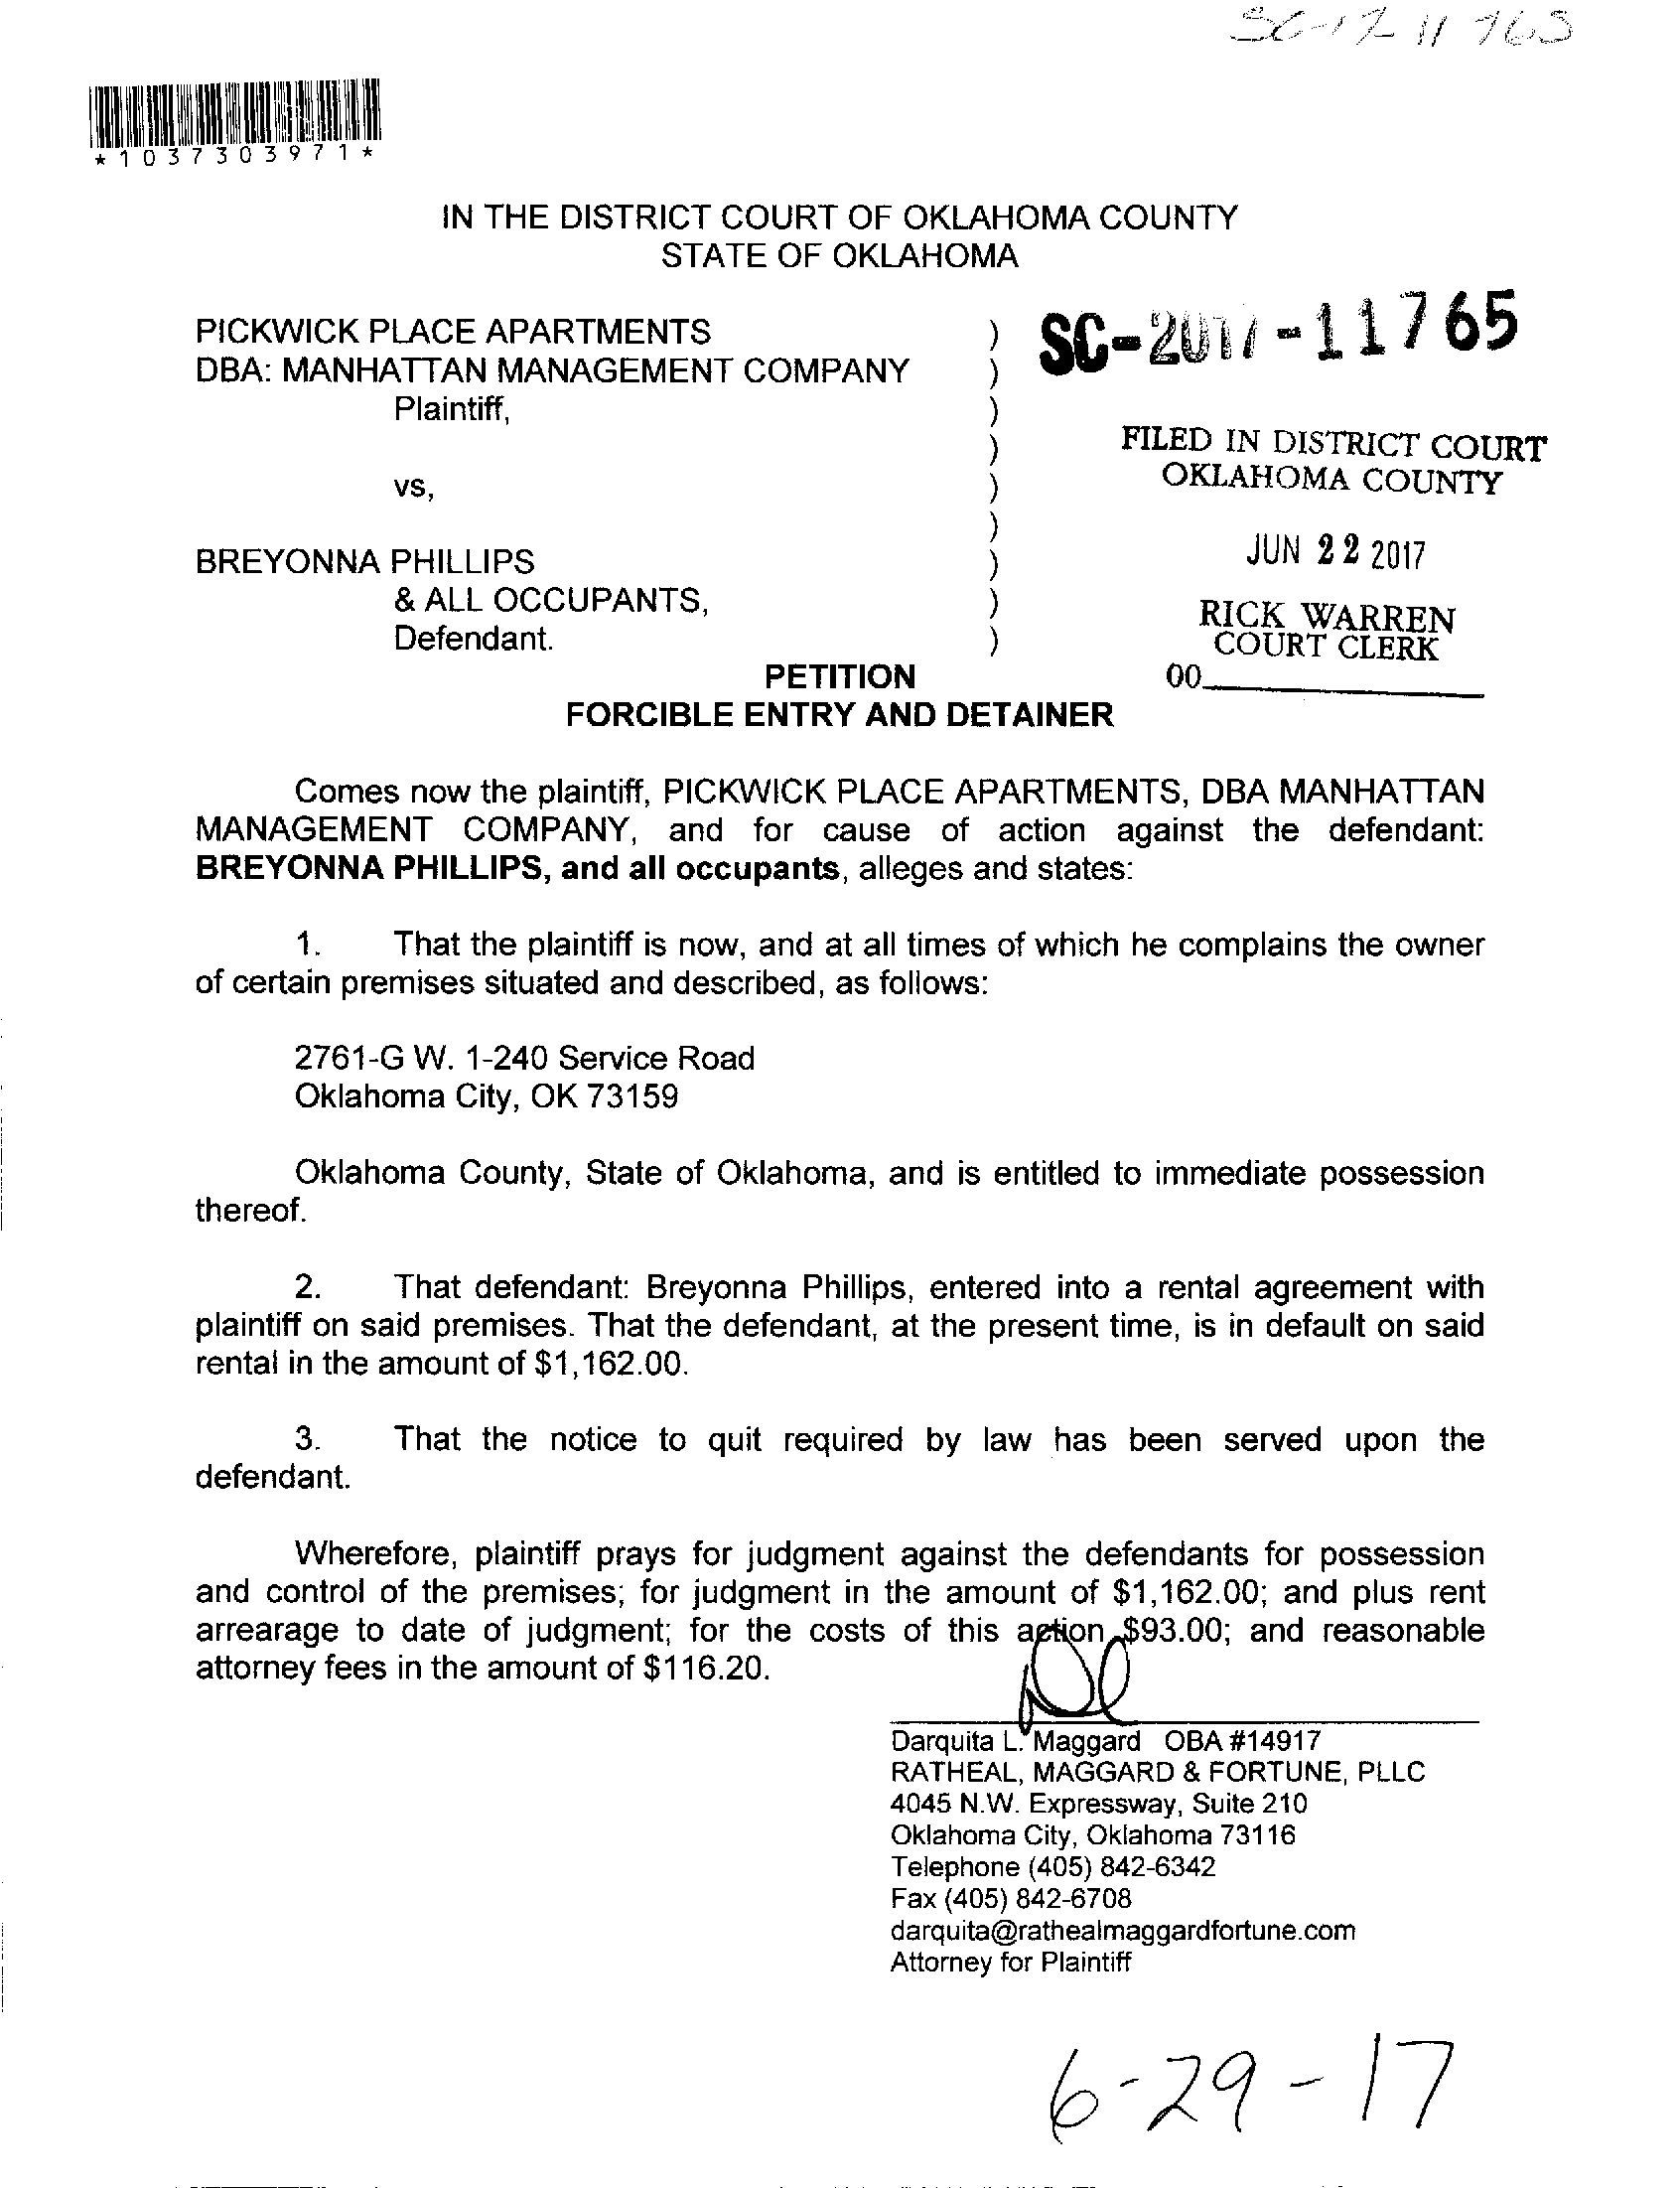 SC-17-11765
*1037303971*
IN THE DISTRICT COURT OF OKLAHOMA COUNTY
STATE OF OKLAHOMA
PICKWICK PLACE APARTMENTS )
DBA: MANHATTAN MANAGEMENT COMPANY )
Plaintiff, )
)
vs, )
)
BREYONNA PHILLIPS )
& ALL OCCUPANTS, )
Defendant. )
SC-2017-11765
FILED IN DISTRICT COURT
OKLAHOMA COUNTY
JUN 22 2017
RICK WARREN
COURT CLERK
00
PETITION
FORCIBLE ENTRY AND DETAINER
Comes now the plaintiff, PICKWICK PLACE APARTMENTS, DBA MANHATTAN
MANAGEMENT COMPANY, and for cause of action against the defendant:
BREYONNA PHILLIPS, and all occupants, alleges and states:
1. That the plaintiff is now, and at all times of which he complains the owner
of certain premises situated and described, as follows:
2761-G W. 1-240 Service Road
Oklahoma City, OK 73159
Oklahoma County, State of Oklahoma, and is entitled to immediate possession
thereof.
2. That defendant: Breyonna Phillips, entered into a rental agreement with
plaintiff on said premises. That the defendant, at the present time, is in default on said
rental in the amount of $1,162.00.
3. That the notice to quit required by law has been served upon the
defendant.
Wherefore, plaintiff prays for judgment against the defendants for possession
and control of the premises; for judgment in the amount of $1,162.00; and plus rent
arrearage to date of judgment; for the costs of this action $93.00; and reasonable
attorney fees in the amount of $116.20.
Darquita L. Maggard OBA #14917
RATHEAL, MAGGARD & FORTUNE, PLLC
4045 N.W. Expressway, Suite 210
Oklahoma City, Oklahoma 73116
Telephone (405) 842-6342
Fax (405) 842-6708
darquita@rathealmaggardfortune.com
Attorney for Plaintiff
6-29-17